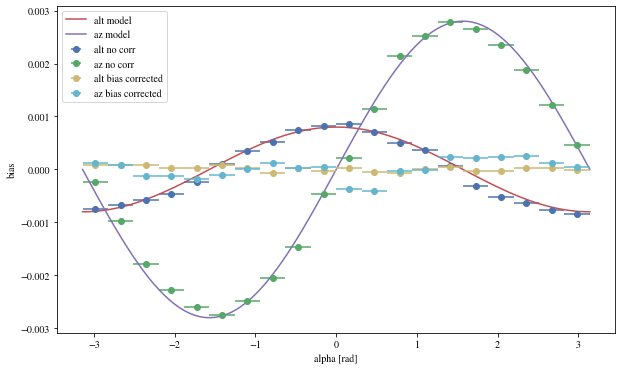 alt model
az model
alt no corr
az no corr
alt bias corrected
az bias corrected
0.003
0.002
0.001
0.000
−0.001
−0.002
−0.003
bias
−3
−2
−1
0
1
2
3
alpha [rad]